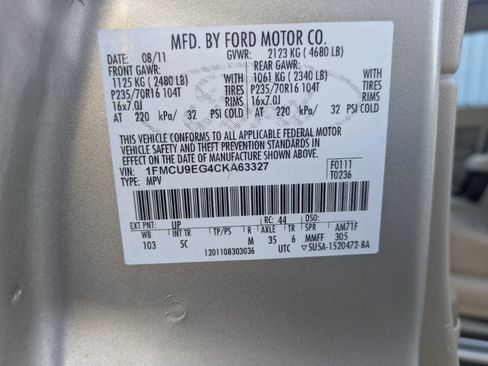 MFD. BY FORD MOTOR CO.
DATE: 08/11 GVWR: 2123 KG ( 4680 LB)
FRONT GAWR: REAR GAWR:
1125 KG ( 2480 LB) WITH 1061 KG ( 2340 LB) WITH
P235/70R16 104T TIRES P235/70R16 104T TIRES
16x7.0J RIMS 16x7.0J RIMS
AT 220 kPa/ 32 PSI COLD AT 220 kPa/ 32 PSI COLD
THIS VEHICLE CONFORMS TO ALL APPLICABLE FEDERAL MOTOR
VEHICLE SAFETY AND THEFT PREVENTION STANDARDS IN EFFECT ON THE DATE
OF MANUFACTURE SHOWN ABOVE.
VIN: 1FMCU9EG4CKA63327 F0111
TYPE: MPV T0236
EXT PNT: UP RC: 44 DSO:
WB INT TR TP/PS R AXLE TR SPR AM71F
103 5C M 35 6 MMFF 305
1201108303036 UTC ▽5U5A-1520472-BA